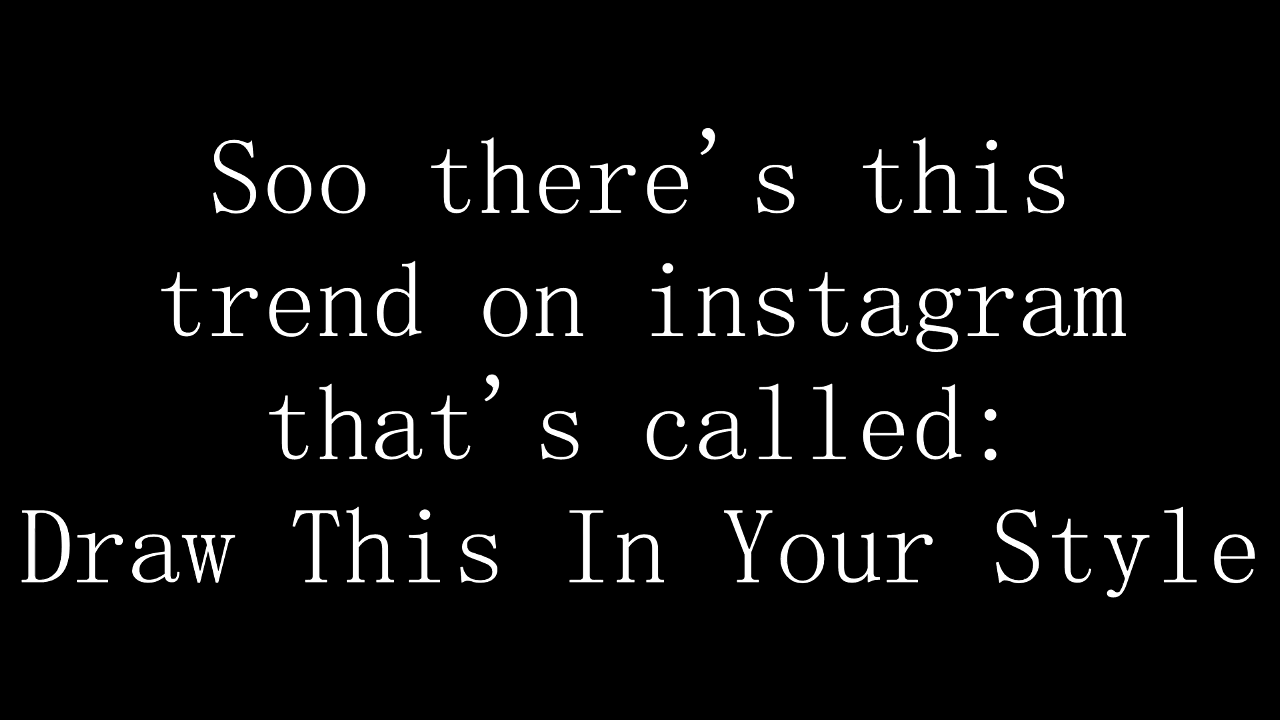 Soo there's this
trend on instagram
that's called:
Draw This In Your Style